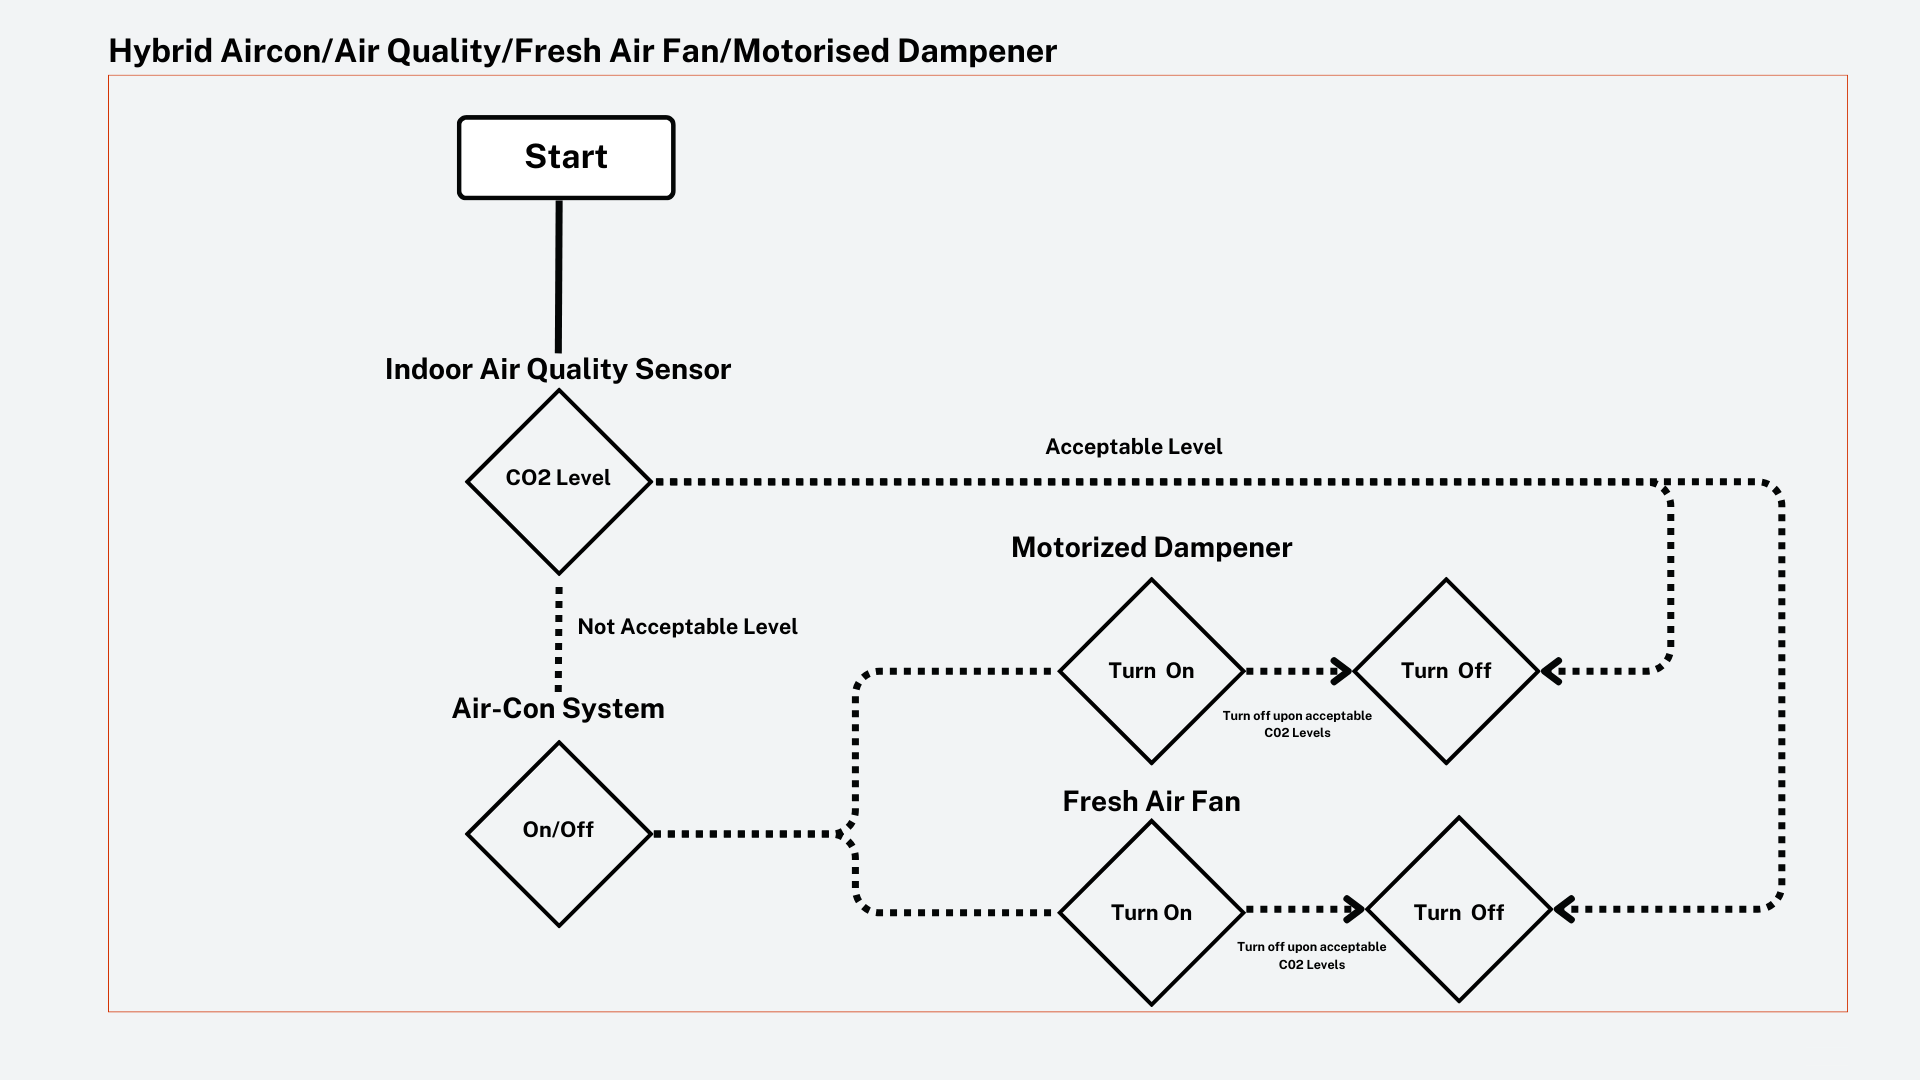 Hybrid Aircon/Air Quality/Fresh Air Fan/Motorised Dampener
Start
Indoor Air Quality Sensor
CO2 Level
Acceptable Level
Motorized Dampener
Not Acceptable Level
Turn On
Turn Off
Turn off upon acceptable
C02 Levels
Air-Con System
On/Off
Fresh Air Fan
Turn On
Turn Off
Turn off upon acceptable
C02 Levels